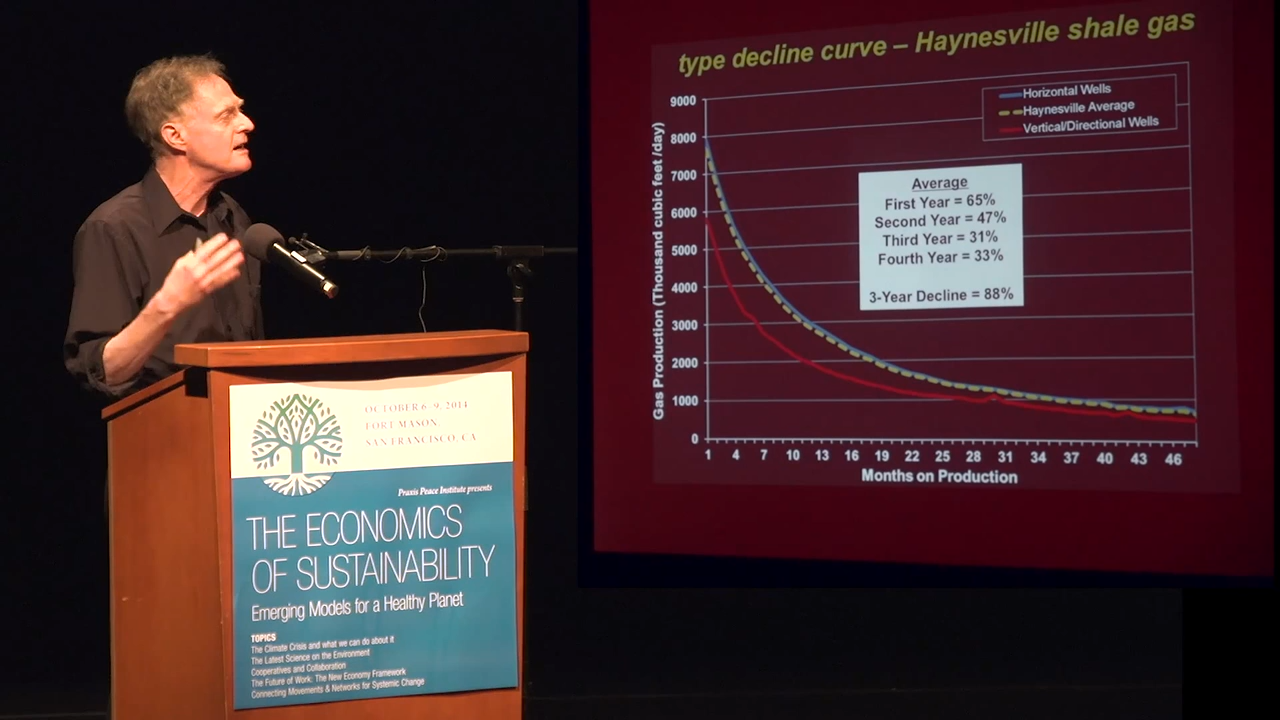 OCTOBER 6-9, 2014
FORT MASON,
SAN FRANCISCO, CA
Praxis Peace Institute presents
THE ECONOMICS
OF SUSTAINABILITY
Emerging Models for a Healthy Planet
TOPICS
The Climate Crisis and what we can do about it
The Latest Science on the Environment
Cooperatives and Collaboration
The Future of Work: The New Economy Framework
Connecting Movements & Networks for Systemic Change
type decline curve – Haynesville shale gas
Horizontal Wells
Haynesville Average
Vertical/Directional Wells
Average
First Year = 65%
Second Year = 47%
Third Year = 31%
Fourth Year = 33%
3-Year Decline = 88%
Gas Production (Thousand cubic feet /day)
9000
8000
7000
6000
5000
4000
3000
2000
1000
0
1 4 7 10 13 16 19 22 25 28 31 34 37 40 43 46
Months on Production